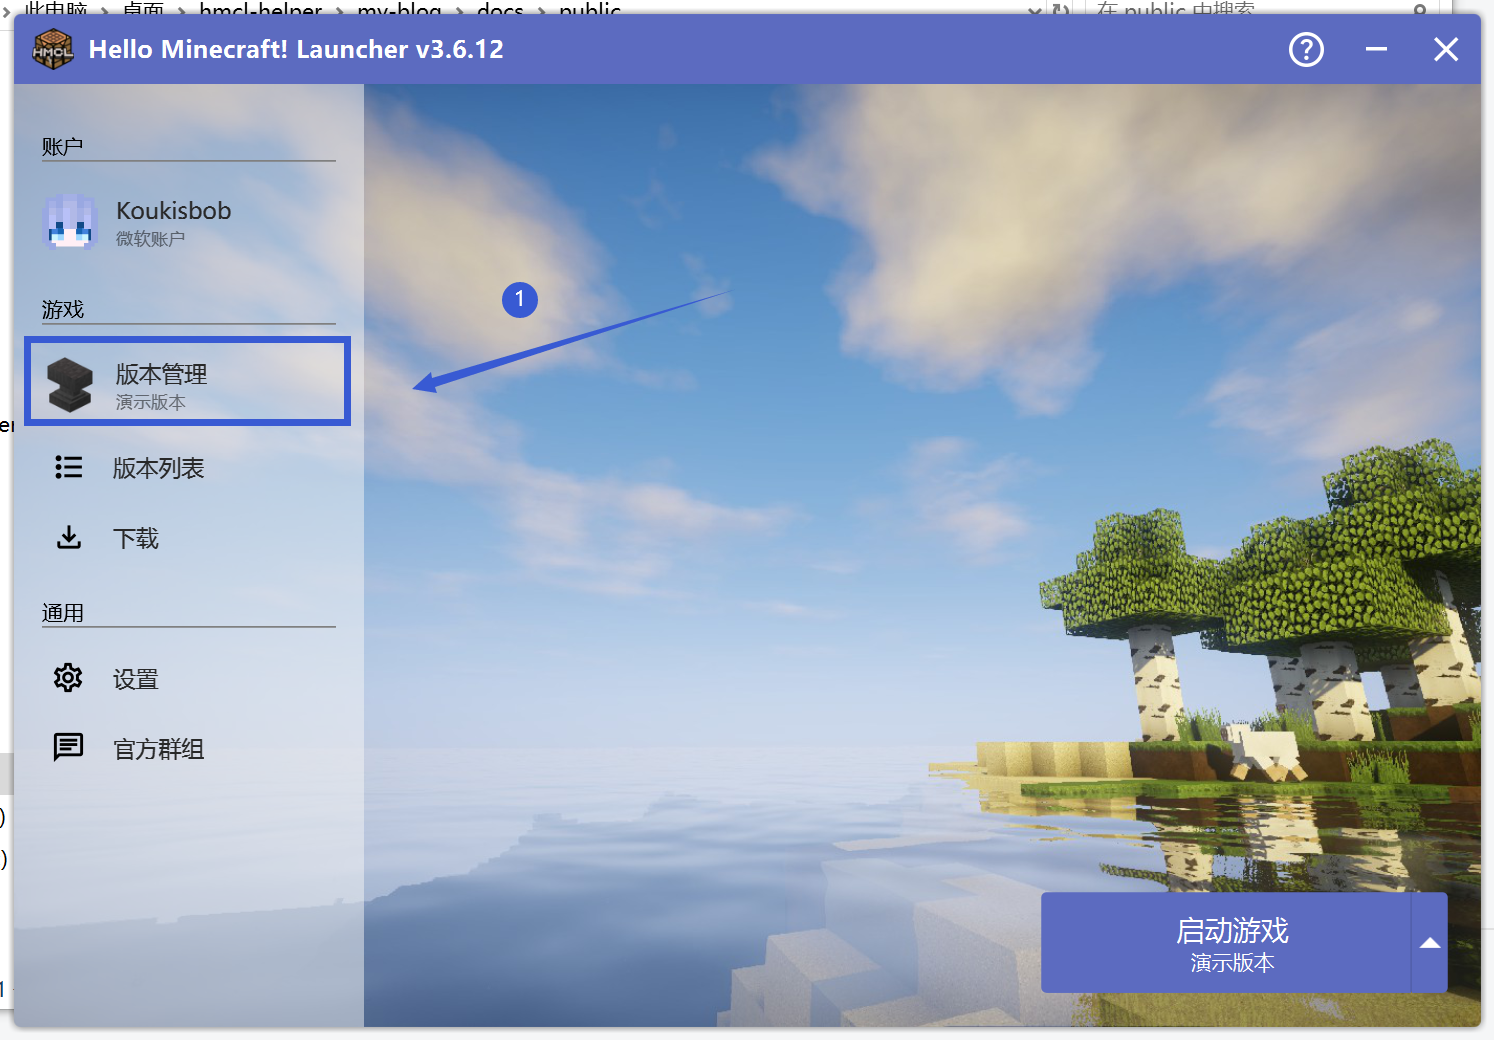 此电脑 > 桌面 > hmcl-helper > my-blog > docs > public
在 public 中搜索
HMCL
Hello Minecraft! Launcher v3.6.12
账户
Koukisbob
微软账户
游戏
1
版本管理
演示版本
版本列表
下载
通用
设置
官方群组
启动游戏
演示版本